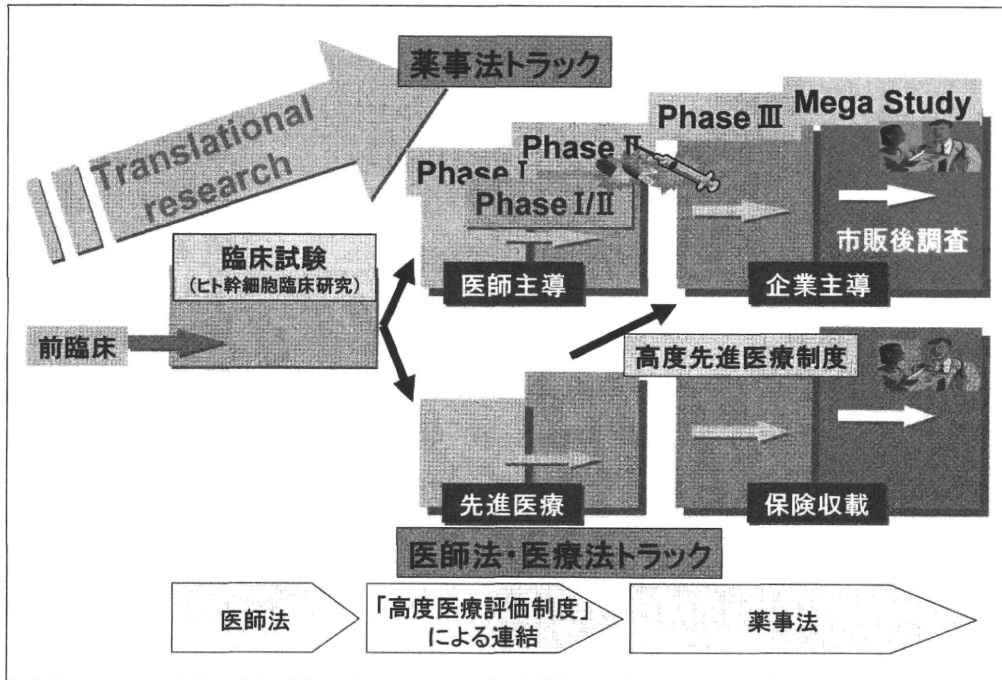 薬事法トラック
Translational
research
Phase Ⅰ
Phase Ⅱ
Phase Ⅲ
Mega Study
Phase Ⅰ/Ⅱ
臨床試験
(ヒト幹細胞臨床研究)
市販後調査
医師主導
企業主導
前臨床
高度先進医療制度
先進医療
保険収載
医師法・医療法トラック
医師法
「高度医療評価制度」
による連結
薬事法